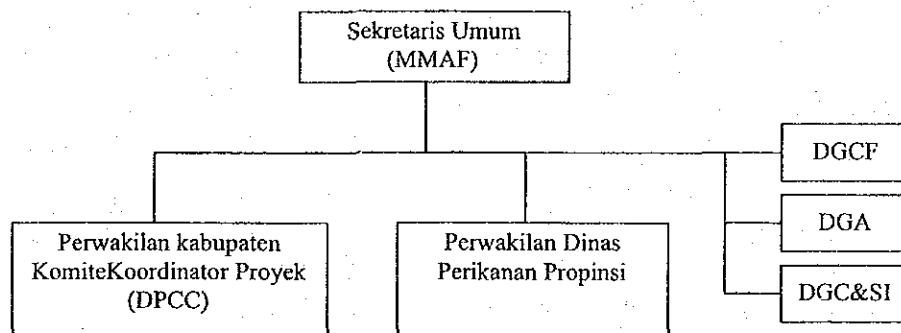 Sekretaris Umum
(MMAF)
DGCF
DGA
DGC&SI
Perwakilan kabupaten
KomiteKoordinator Proyek
(DPCC)
Perwakilan Dinas
Perikanan Propinsi